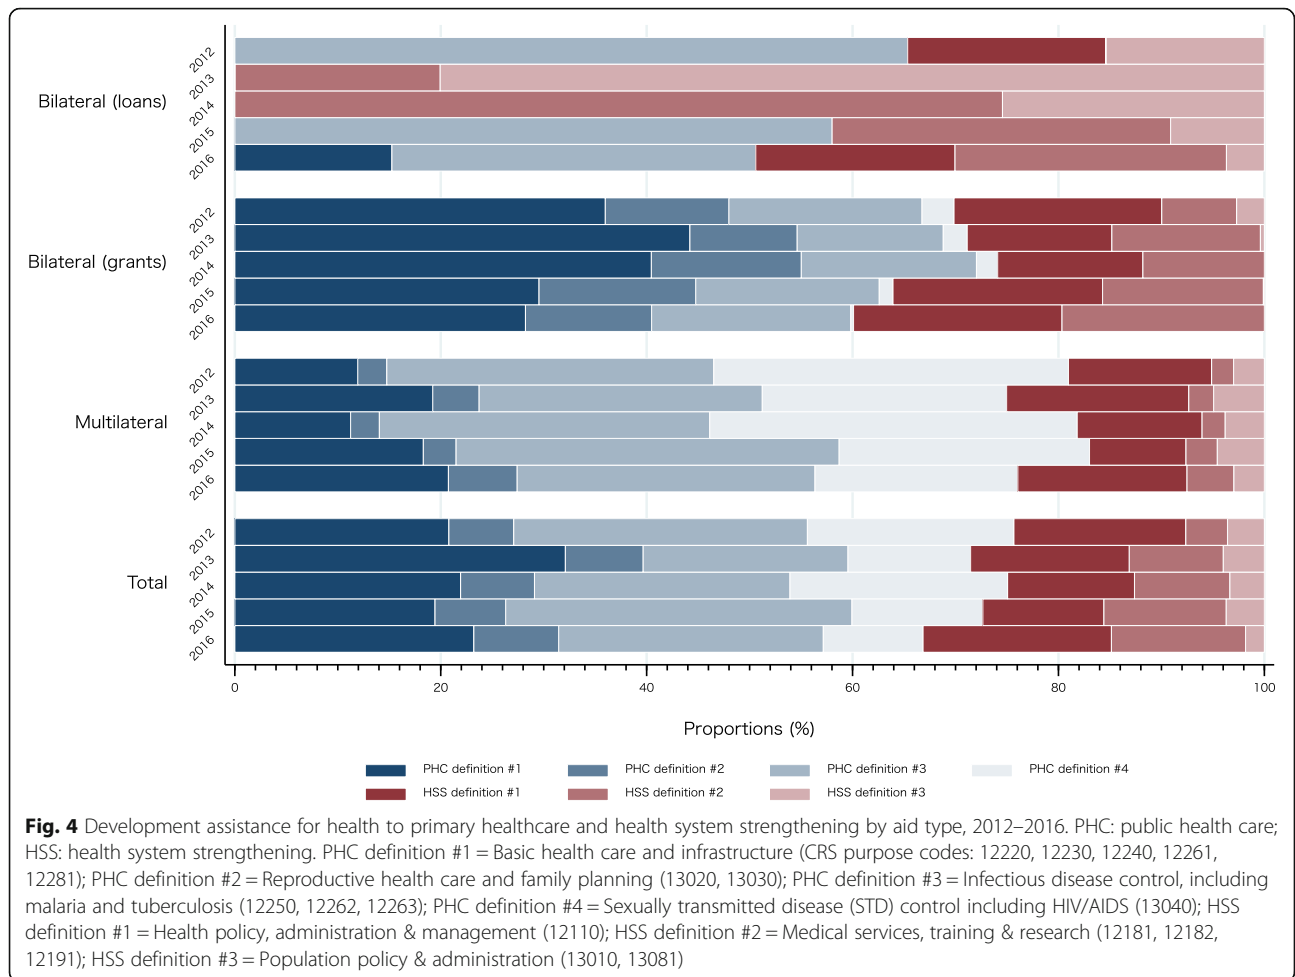 2012
2013
Bilateral (loans)
2014
2015
2016
2012
2013
Bilateral (grants)
2014
2015
2016
2012
2013
Multilateral
2014
2015
2016
2012
2013
Total
2014
2015
2016
0 20 40 60 80 100
Proportions (%)
PHC definition #1 PHC definition #2 PHC definition #3 PHC definition #4
HSS definition #1 HSS definition #2 HSS definition #3
Fig. 4 Development assistance for health to primary healthcare and health system strengthening by aid type, 2012–2016. PHC: public health care;
HSS: health system strengthening. PHC definition #1 = Basic health care and infrastructure (CRS purpose codes: 12220, 12230, 12240, 12261,
12281); PHC definition #2 = Reproductive health care and family planning (13020, 13030); PHC definition #3 = Infectious disease control, including
malaria and tuberculosis (12250, 12262, 12263); PHC definition #4 = Sexually transmitted disease (STD) control including HIV/AIDS (13040); HSS
definition #1 = Health policy, administration & management (12110); HSS definition #2 = Medical services, training & research (12181, 12182,
12191); HSS definition #3 = Population policy & administration (13010, 13081)